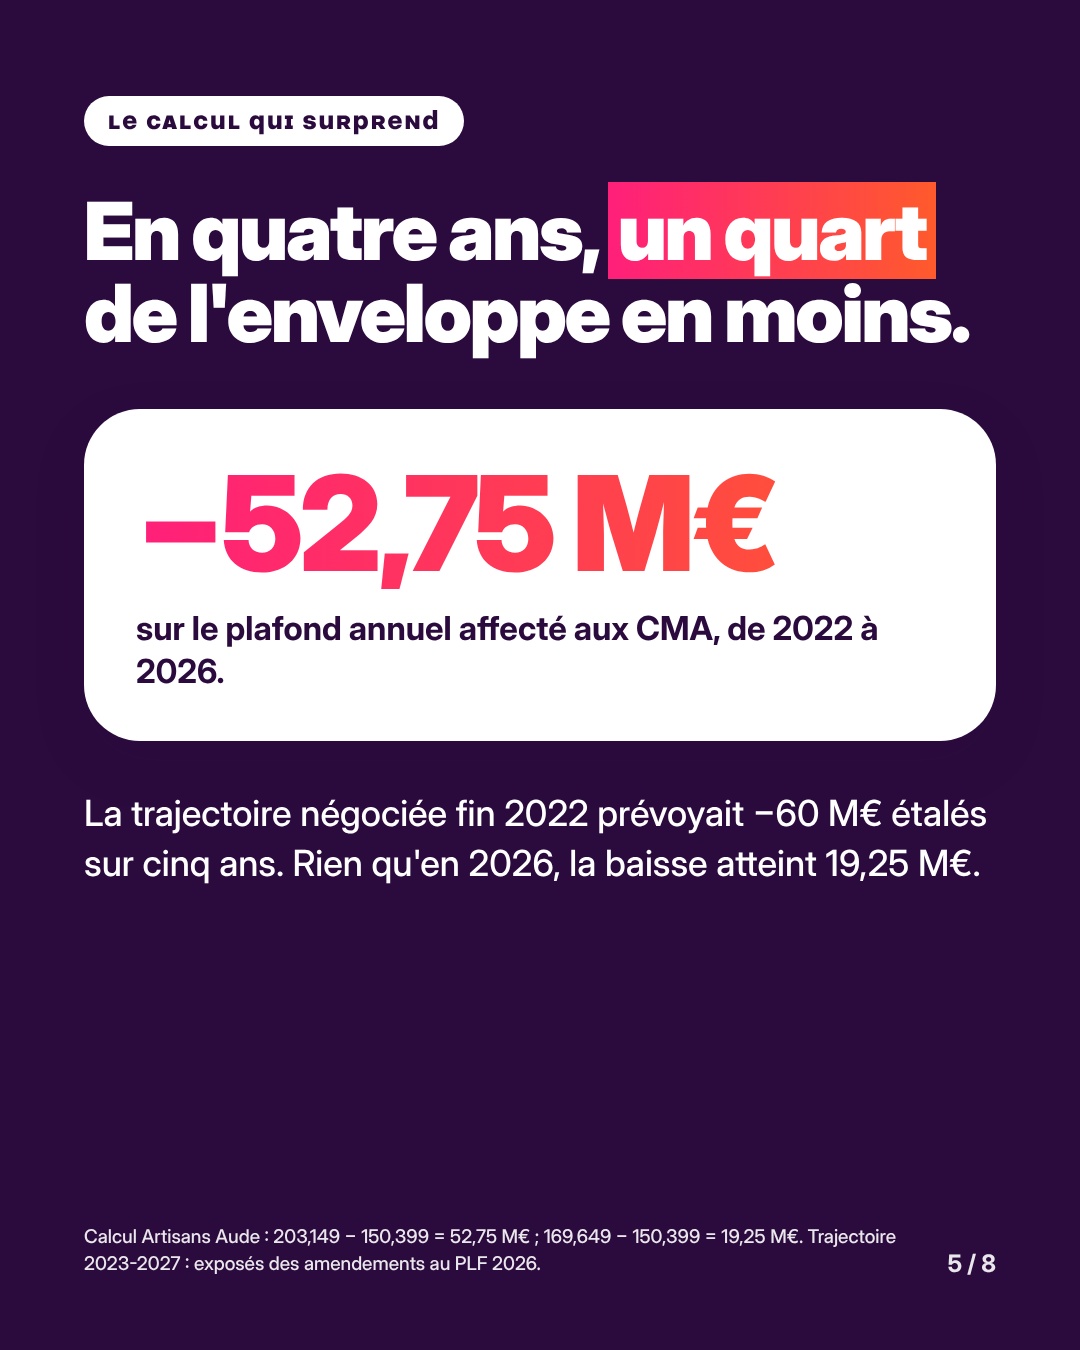 Le calcul qui surprend
En quatre ans, un quart
de l'enveloppe en moins.
−52,75 M€
sur le plafond annuel affecté aux CMA, de 2022 à
2026.
La trajectoire négociée fin 2022 prévoyait −60 M€ étalés
sur cinq ans. Rien qu'en 2026, la baisse atteint 19,25 M€.
Calcul Artisans Aude : 203,149 − 150,399 = 52,75 M€ ; 169,649 − 150,399 = 19,25 M€. Trajectoire
2023-2027 : exposés des amendements au PLF 2026.
5 / 8